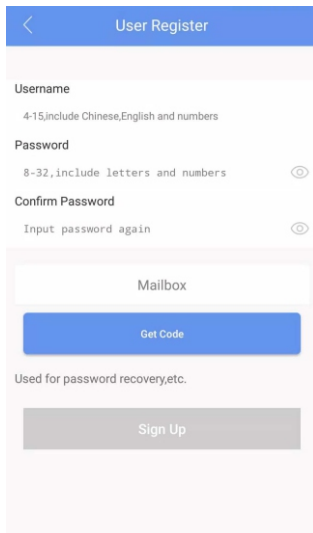 User Register
Username
4-15,include Chinese,English and numbers
Password
8-32,include letters and numbers
Confirm Password
Input password again
Mailbox
Get Code
Used for password recovery,etc.
Sign Up